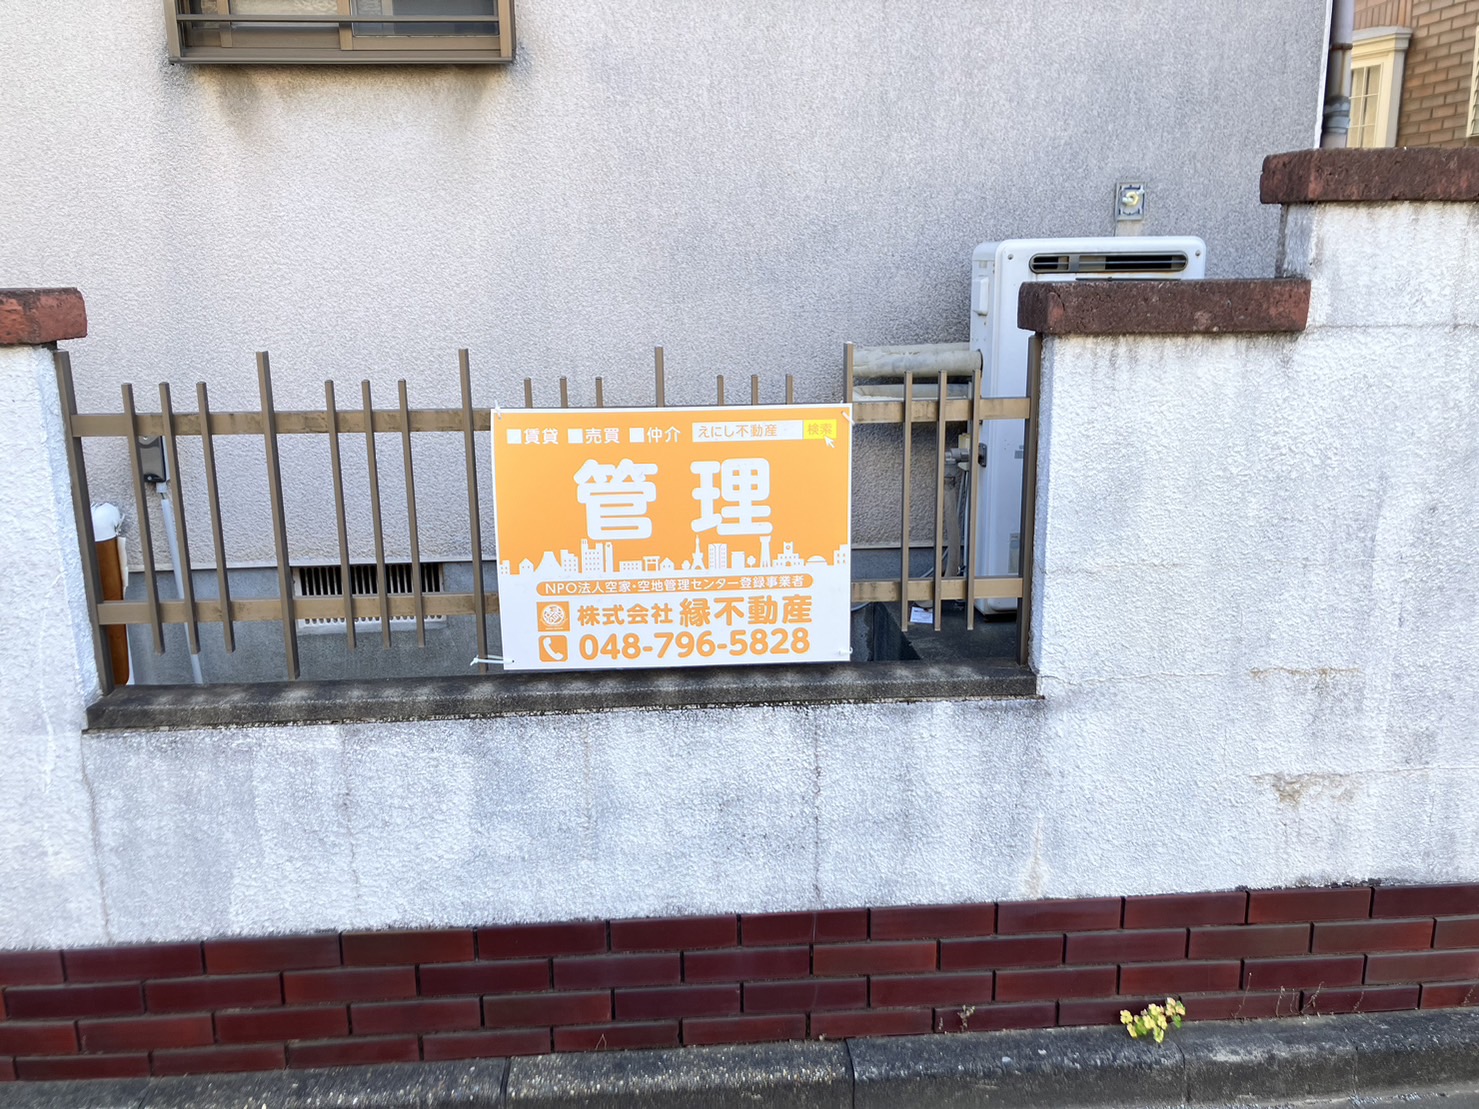 ■賃貸 ■売買 ■仲介 えにし不動産 検索
管理
NPO法人空家・空地管理センター登録事業者
株式会社 縁不動産
048-796-5828